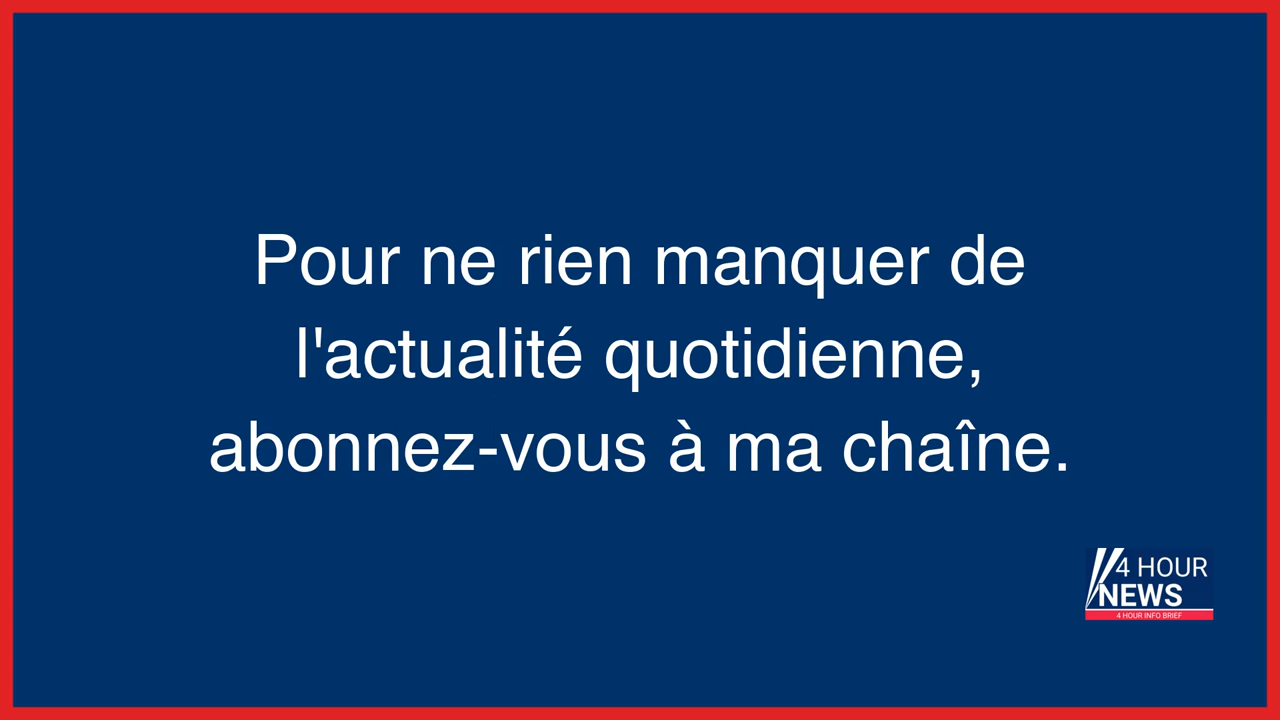 Pour ne rien manquer de
l'actualité quotidienne,
abonnez-vous à ma chaîne.
4 HOUR
NEWS
4 HOUR INFO BRIEF